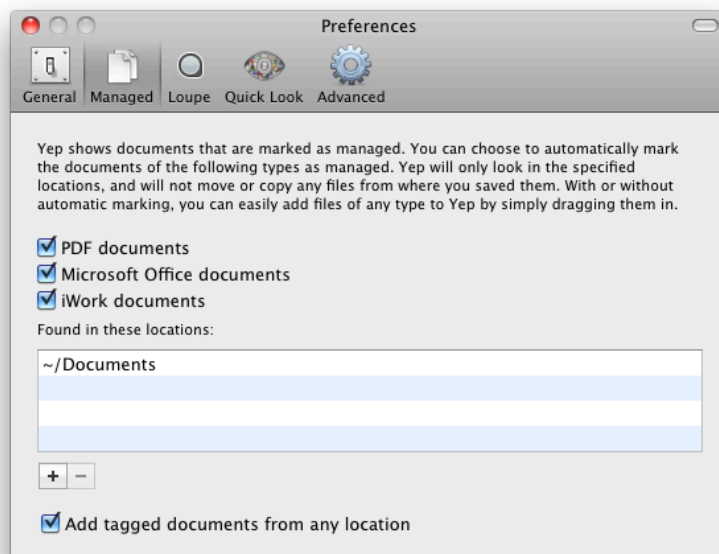 Preferences
General Managed Loupe Quick Look Advanced
Yep shows documents that are marked as managed. You can choose to automatically mark
the documents of the following types as managed. Yep will only look in the specified
locations, and will not move or copy any files from where you saved them. With or without
automatic marking, you can easily add files of any type to Yep by simply dragging them in.
PDF documents
Microsoft Office documents
iWork documents
Found in these locations:
~/Documents
+ −
Add tagged documents from any location